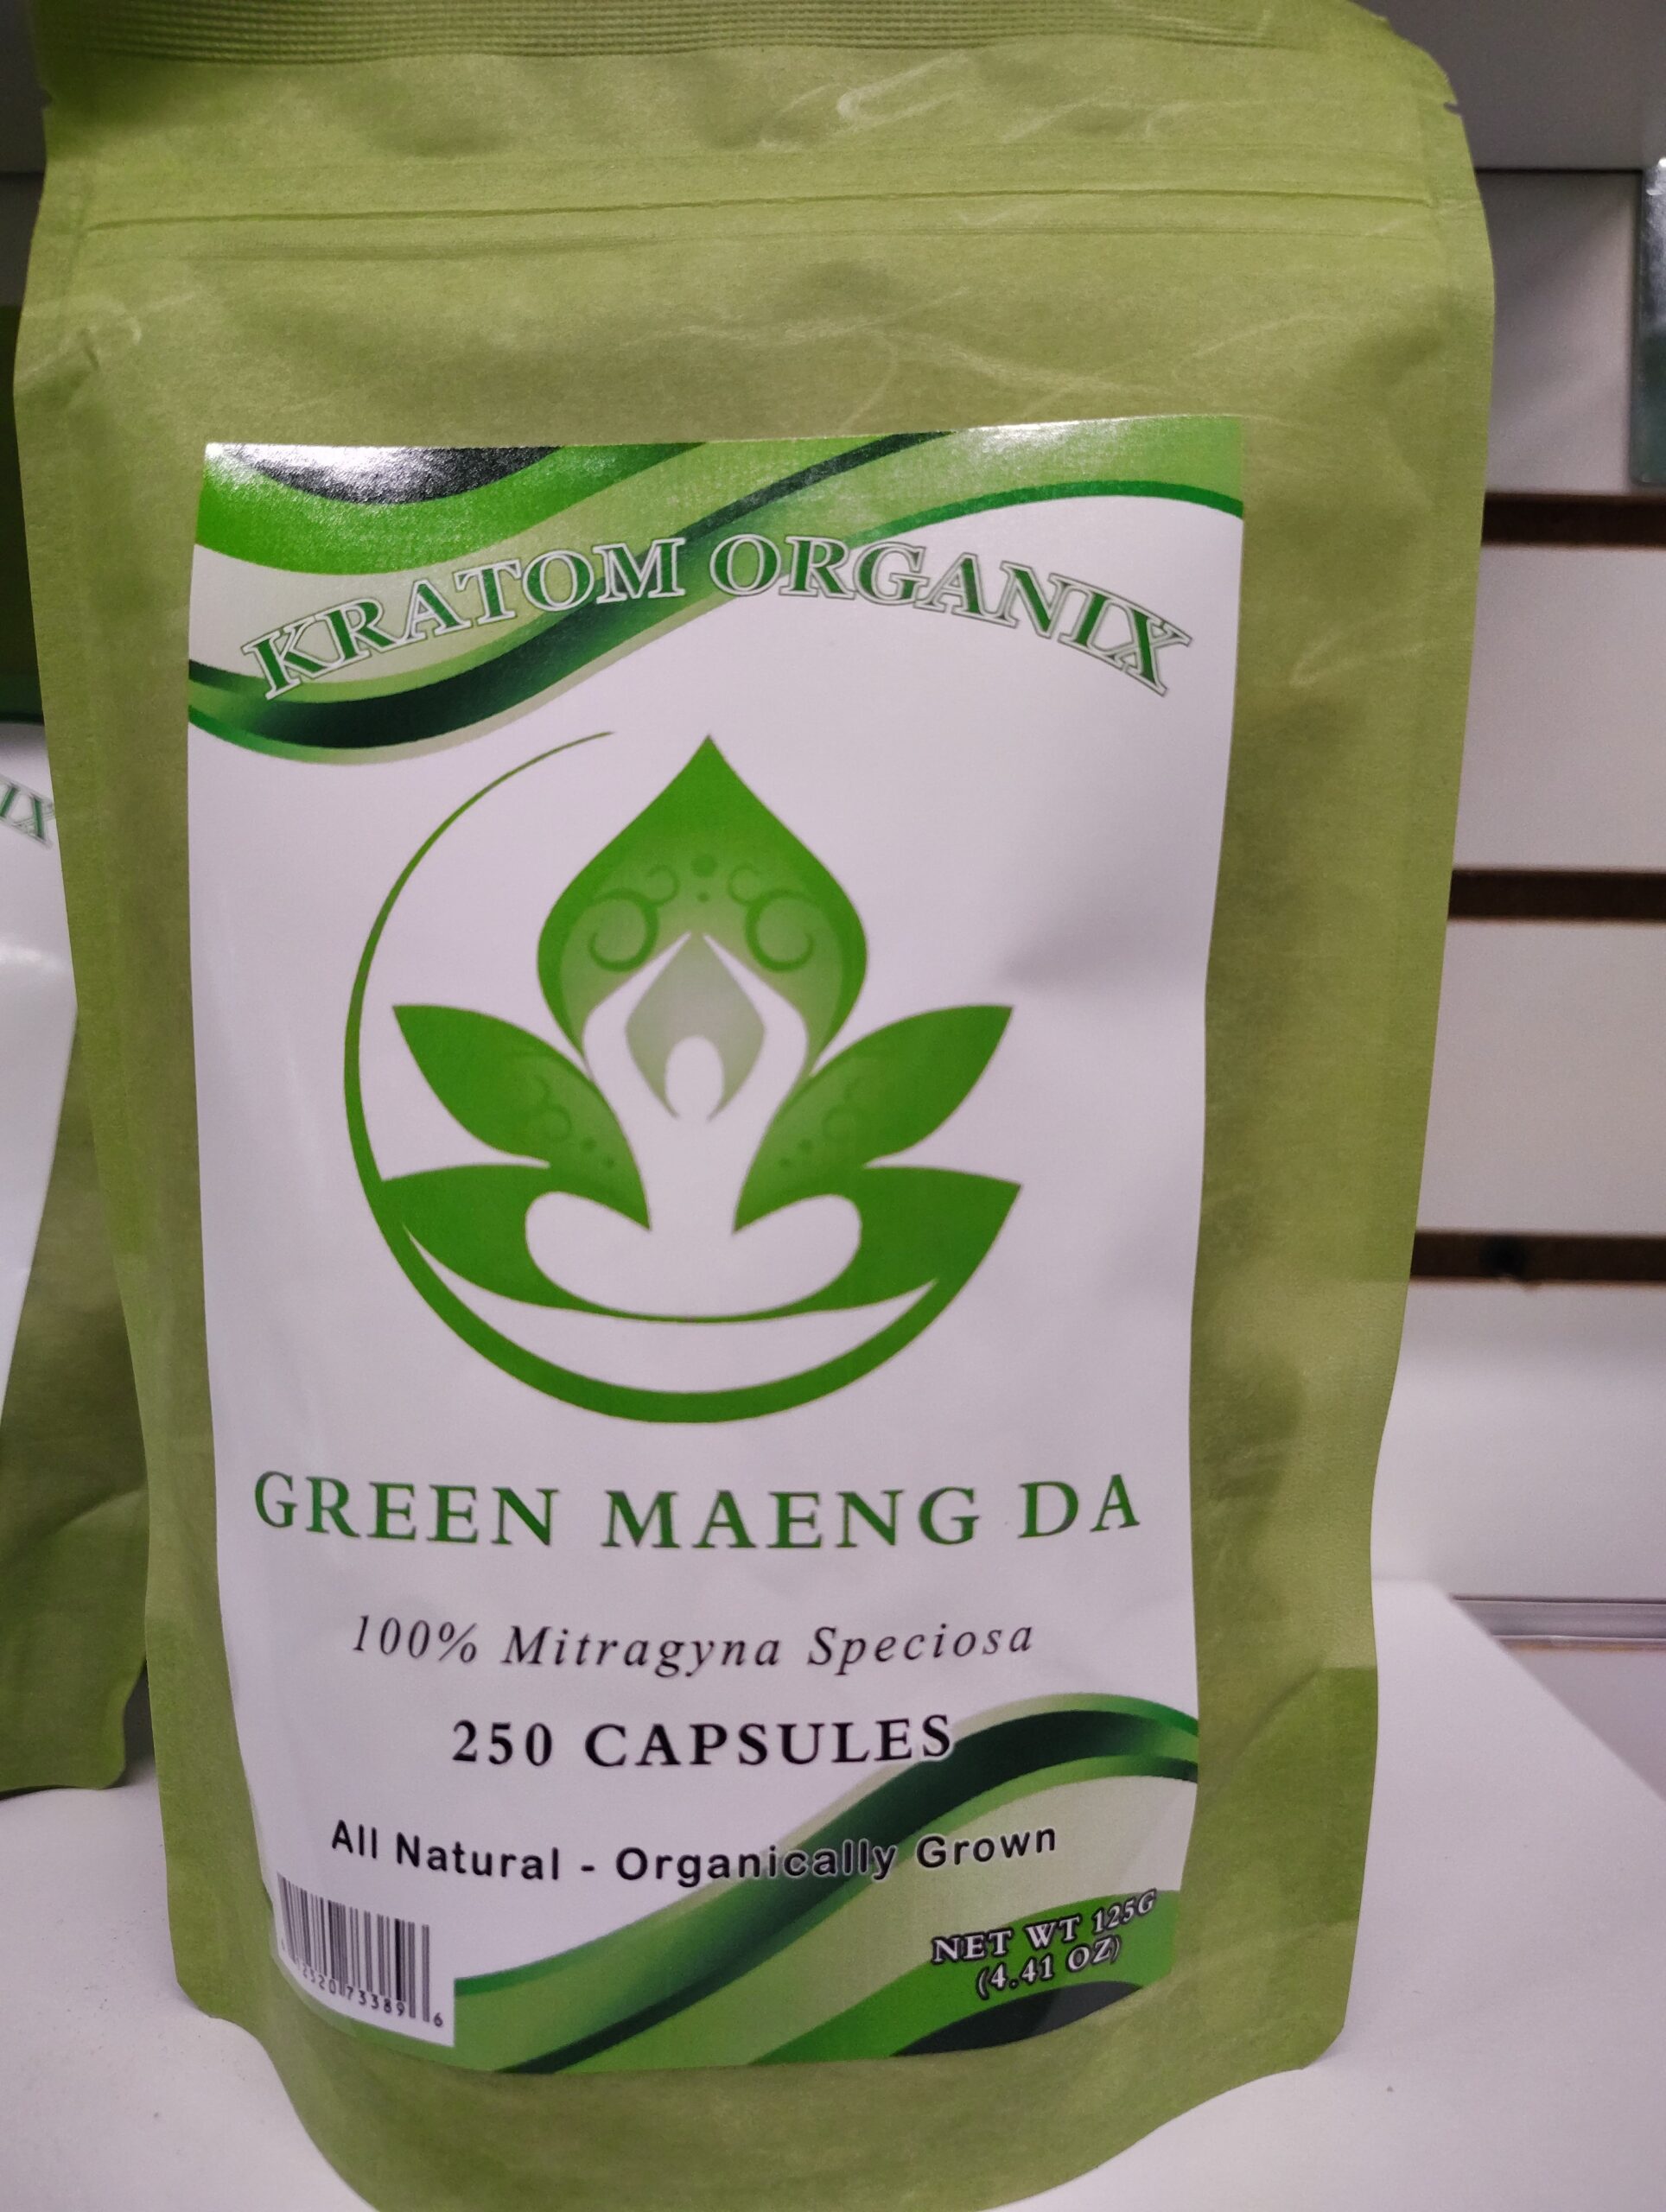 KRATOM ORGANIX
IX
GREEN MAENG DA
100% Mitragyna Speciosa
250 CAPSULES
All Natural - Organically Grown
NET WT 125G
(4.41 OZ)